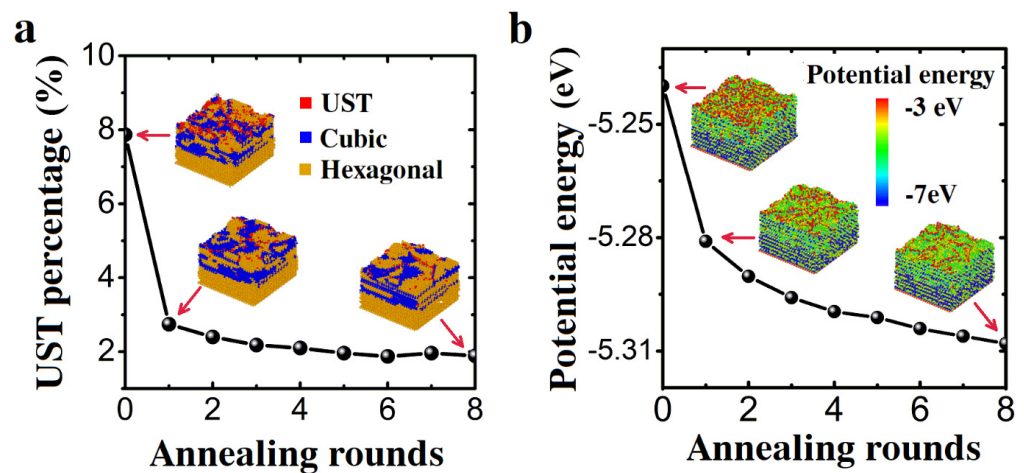 a
UST percentage (%)
10
8
6
4
2
0 2 4 6 8
Annealing rounds
UST
Cubic
Hexagonal
b
Potential energy (eV)
-5.25
-5.28
-5.31
0 2 4 6 8
Annealing rounds
Potential energy
-3 eV
-7eV